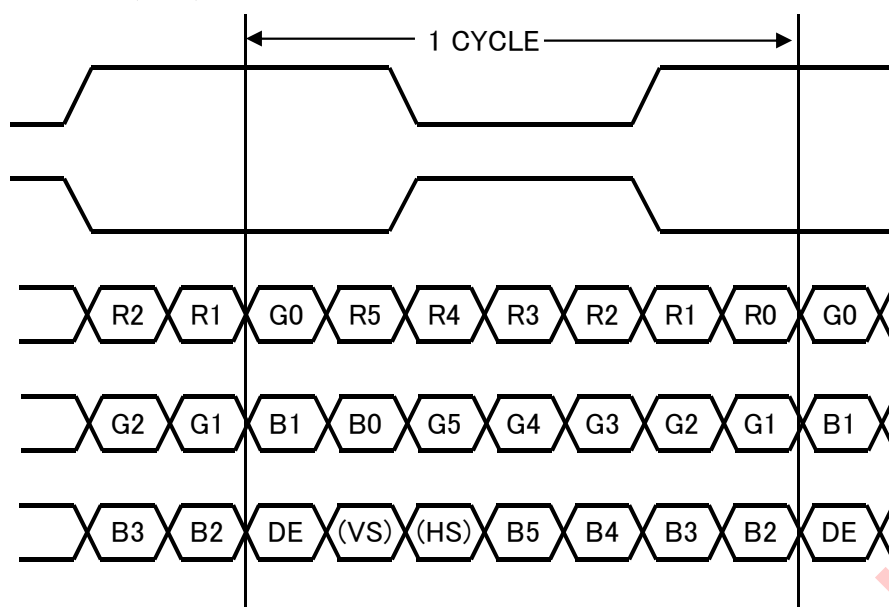 1 CYCLE
R2 R1 G0 R5 R4 R3 R2 R1 R0 G0
G2 G1 B1 B0 G5 G4 G3 G2 G1 B1
B3 B2 DE (VS) (HS) B5 B4 B3 B2 DE